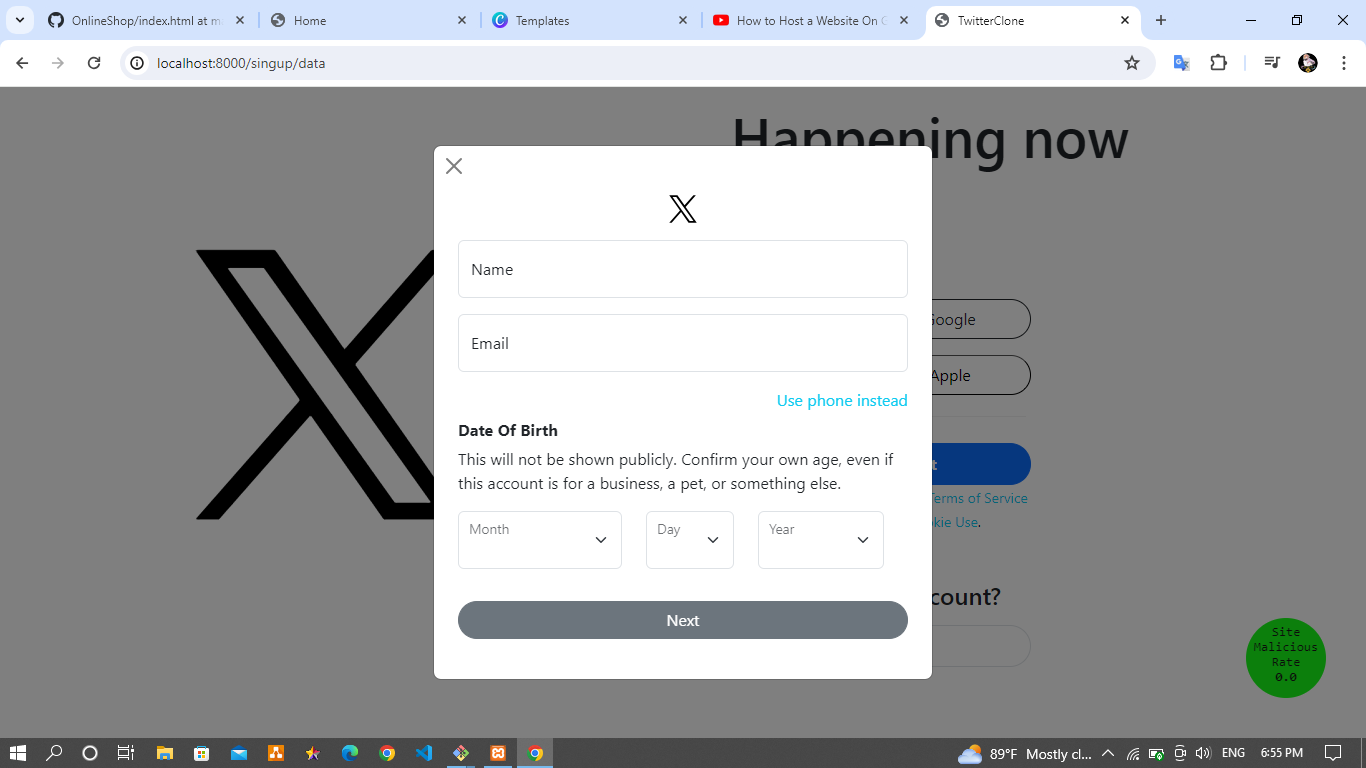 OnlineShop/index.html at ma
Home
Templates
How to Host a Website On C
TwitterClone
localhost:8000/singup/data
Happening now
Google
Apple
Name
Email
Use phone instead
Date Of Birth
This will not be shown publicly. Confirm your own age, even if
this account is for a business, a pet, or something else.
Month
Day
Year
Next
t
Terms of Service
kie Use.
count?
Site
Malicious
Rate
0.0
89°F Mostly cl...
ENG
6:55 PM